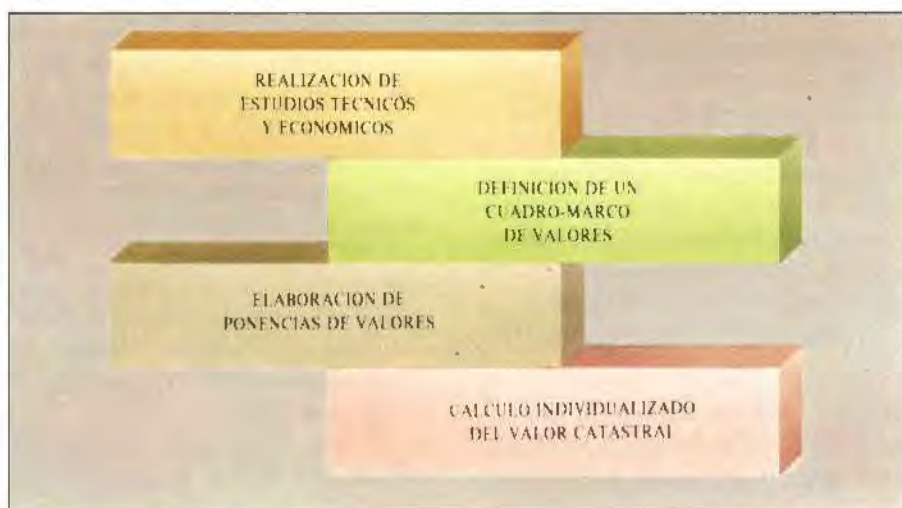 REALIZACION DE
ESTUDIOS TECNICOS
Y ECONOMICOS
DEFINICION DE UN
CUADRO-MARCO
DE VALORES
ELABORACION DE
PONENCIAS DE VALORES
CALCULO INDIVIDUALIZADO
DEL VALOR CATASTRAL